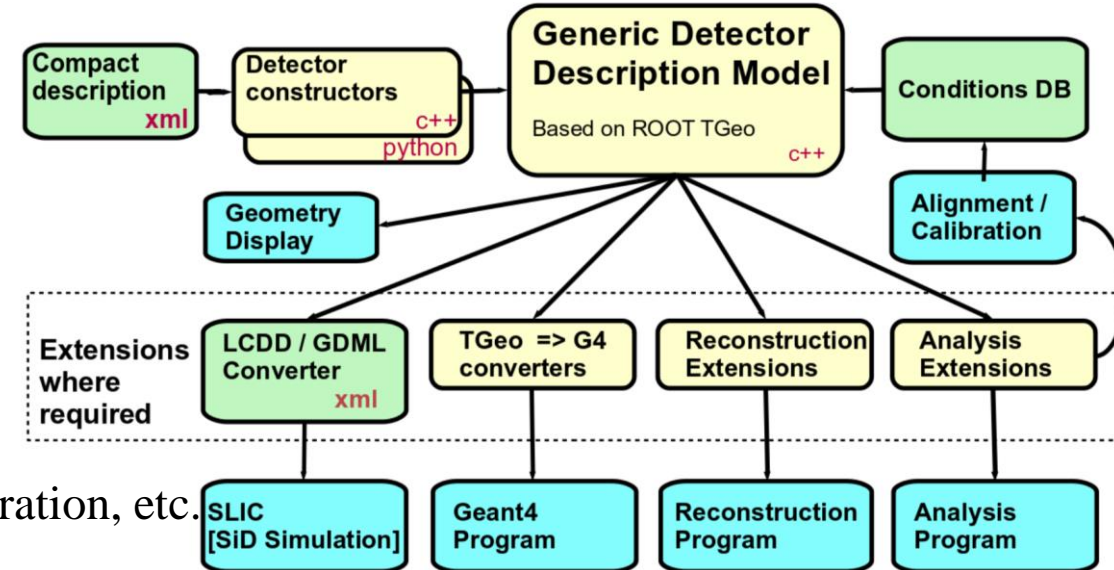 Compact
description
xml
Detector
constructors
c++
python
Generic Detector
Description Model
Based on ROOT TGeo
c++
Conditions DB
Geometry
Display
Alignment /
Calibration
Extensions
where
required
LCDD / GDML
Converter
xml
TGeo => G4
converters
Reconstruction
Extensions
Analysis
Extensions
ration, etc.
SLIC
[SiD Simulation]
Geant4
Program
Reconstruction
Program
Analysis
Program